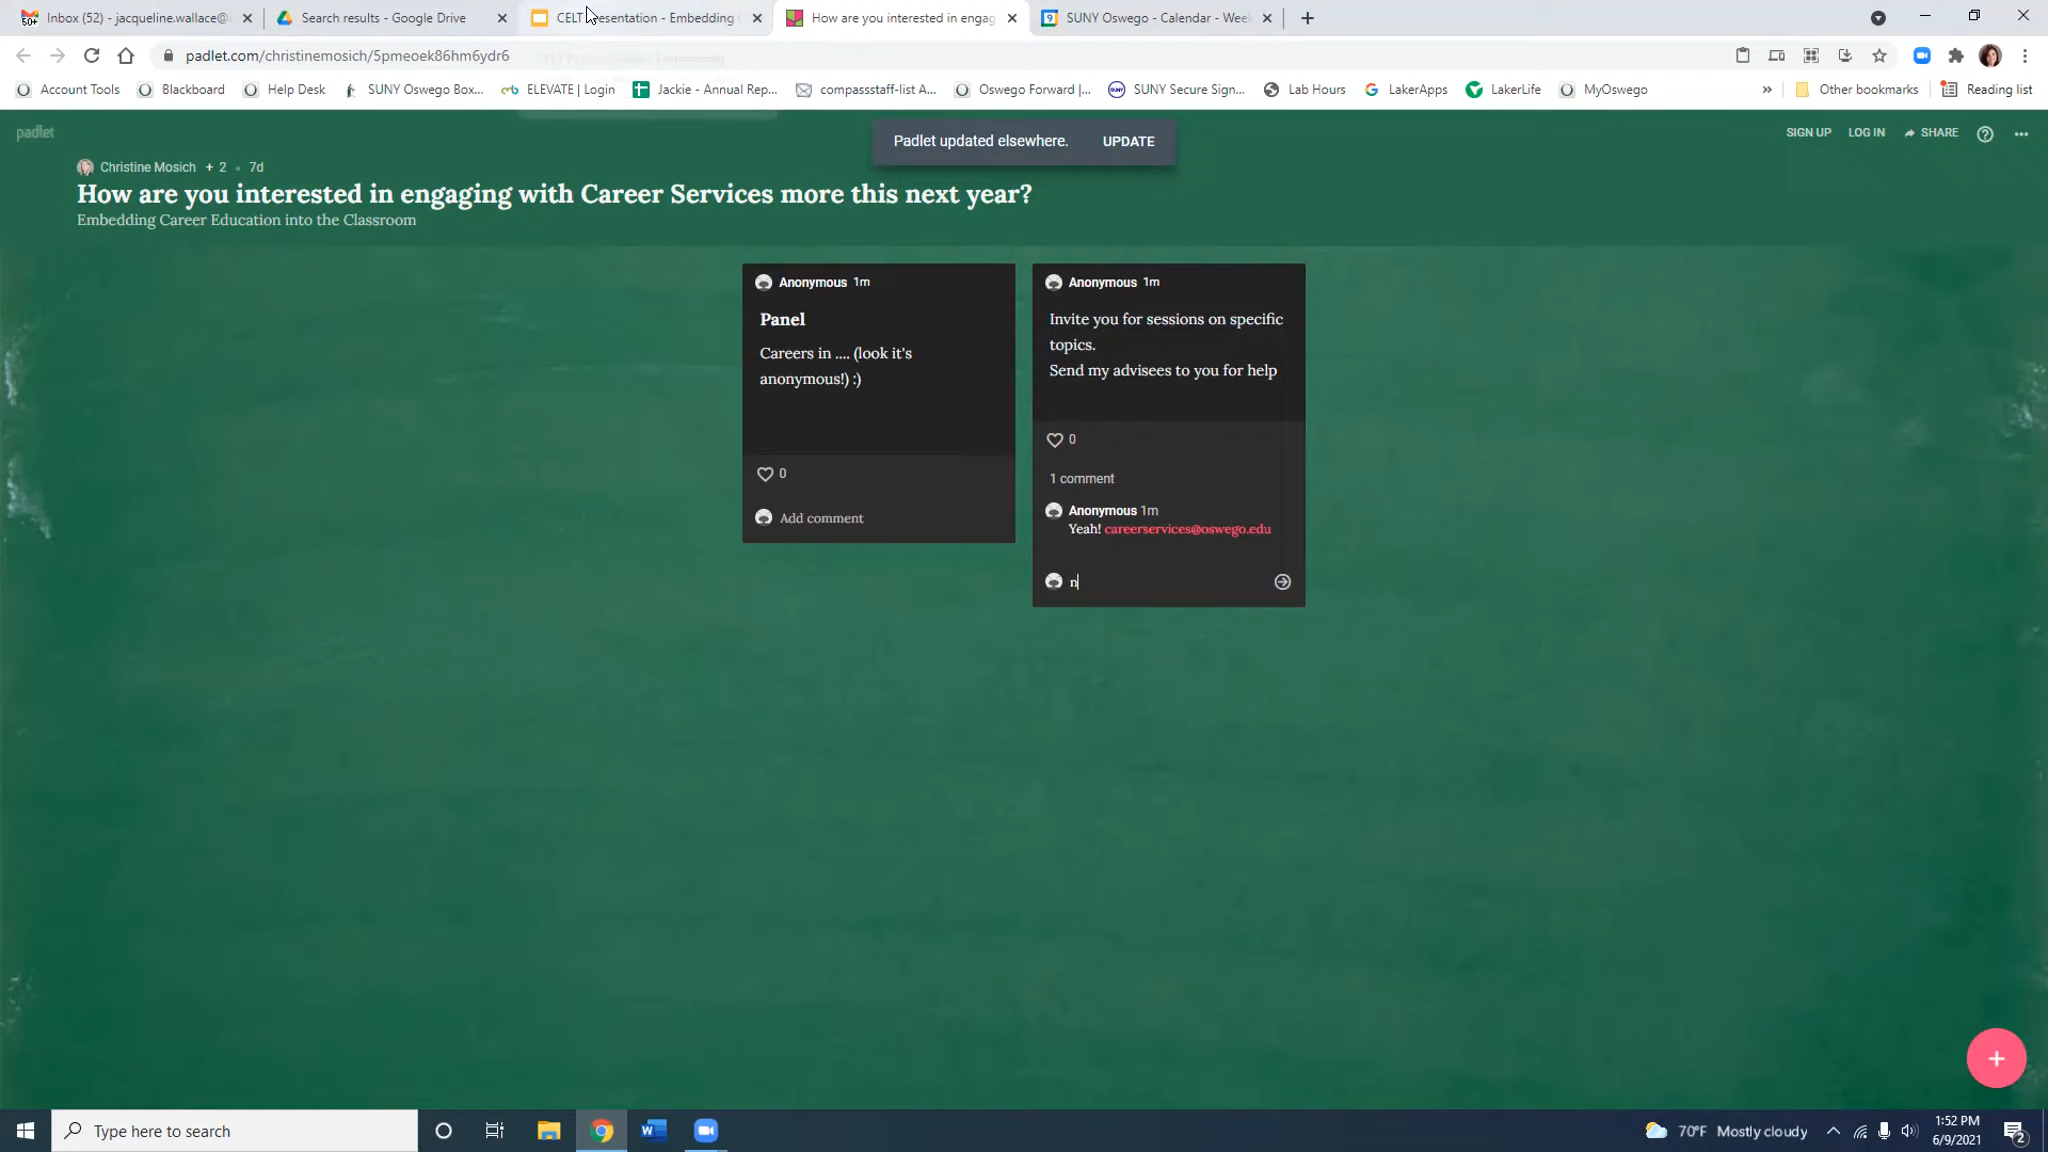 Inbox (52) - jacqueline.wallace@
Search results - Google Drive
CELT Presentation - Embedding
How are you interested in engag
SUNY Oswego - Calendar - Week
padlet.com/christinemosich/5pmeoek86hm6ydr6
Account Tools
Blackboard
Help Desk
SUNY Oswego Box...
ELEVATE | Login
Jackie - Annual Rep...
compassstaff-list A...
Oswego Forward |...
SUNY Secure Sign...
Lab Hours
LakerApps
LakerLife
MyOswego
»
Other bookmarks
Reading list
padlet
Padlet updated elsewhere. UPDATE
SIGN UP
LOG IN
SHARE
Christine Mosich + 2 • 7d
How are you interested in engaging with Career Services more this next year?
Embedding Career Education into the Classroom
Anonymous 1m
Panel
Careers in .... (look it's
anonymous!) :)
0
Add comment
Anonymous 1m
Invite you for sessions on specific
topics.
Send my advisees to you for help
0
1 comment
Anonymous 1m
Yeah! careerservices@oswego.edu
n
Type here to search
70°F Mostly cloudy
1:52 PM
6/9/2021
2